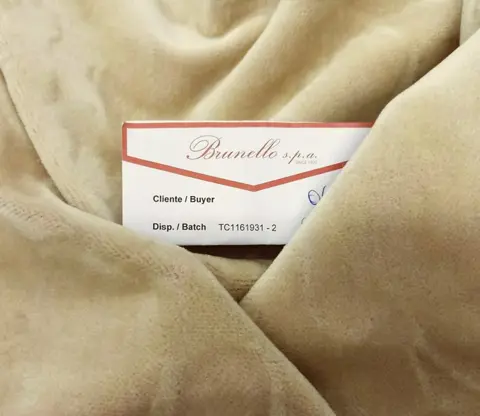 Brunello s.p.a.
Cliente / Buyer
Disp. / Batch TC1161931 - 2